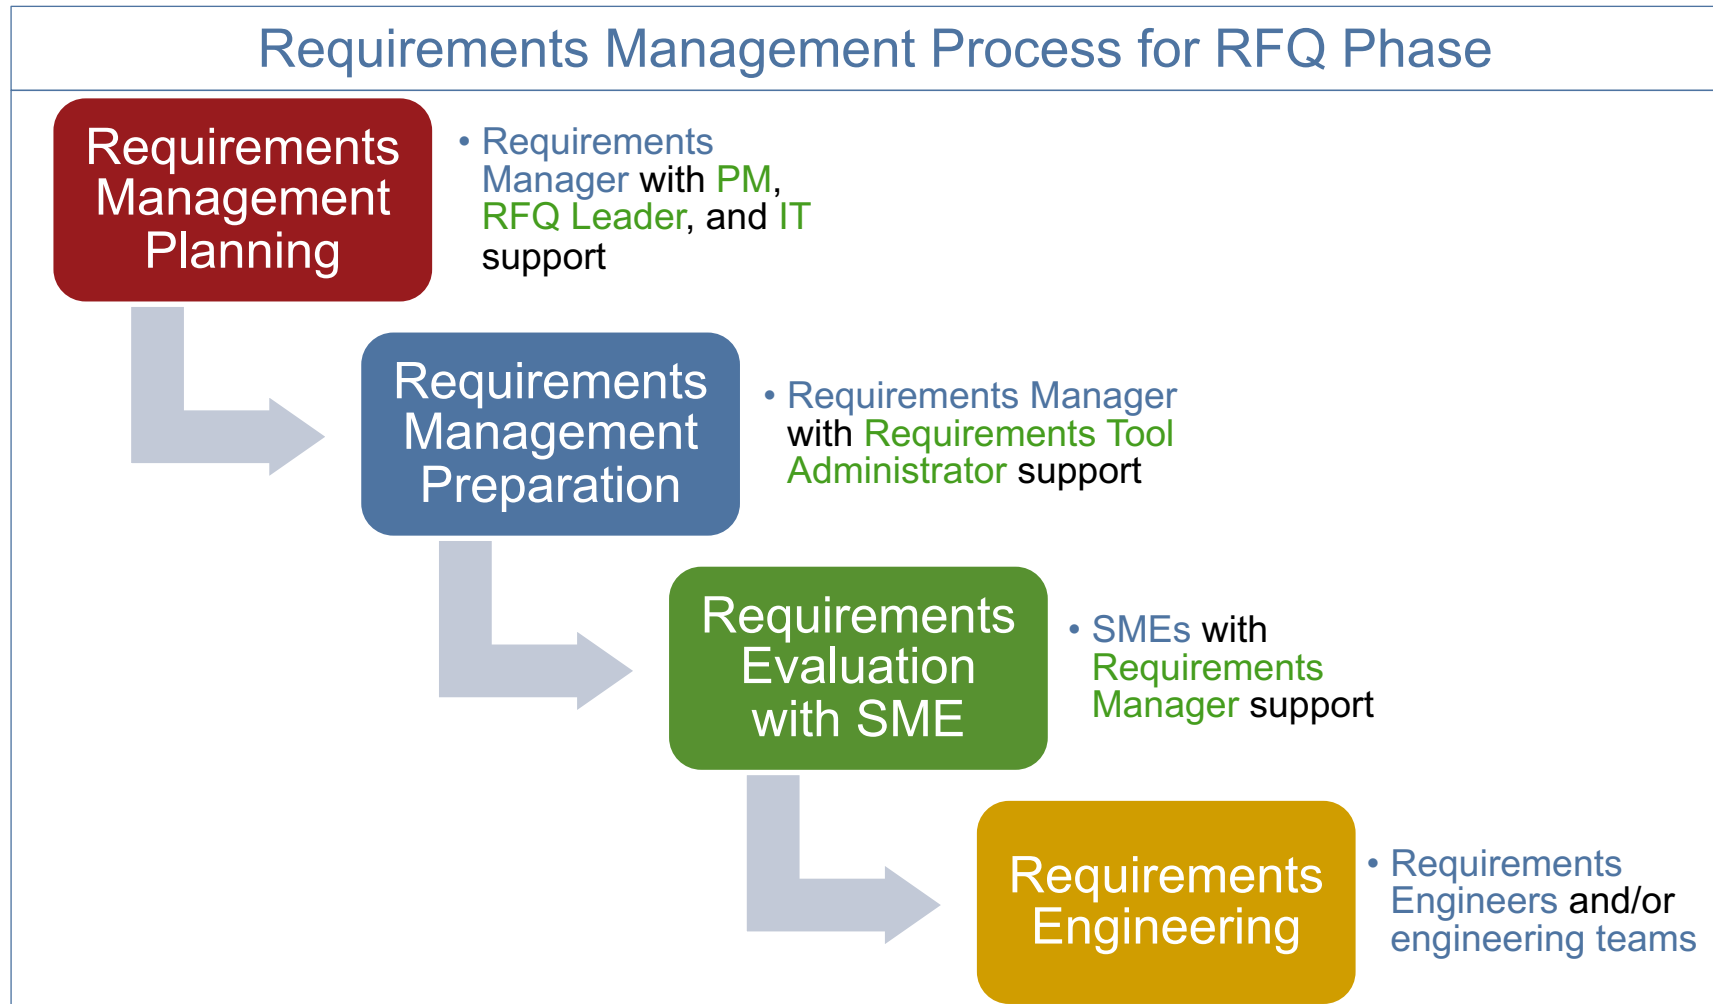 Requirements Management Process for RFQ Phase
Requirements
Management
Planning
• Requirements
Manager with PM,
RFQ Leader, and IT
support
Requirements
Management
Preparation
• Requirements Manager
with Requirements Tool
Administrator support
Requirements
Evaluation
with SME
• SMEs with
Requirements
Manager support
Requirements
Engineering
• Requirements
Engineers and/or
engineering teams